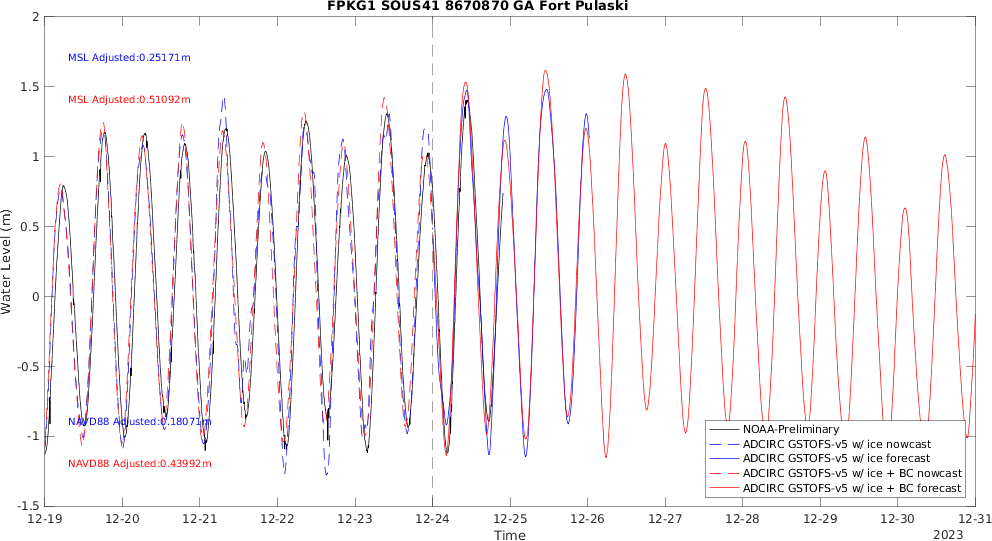 FPKG1 SOUS41 8670870 GA Fort Pulaski
Water Level (m)
2
1.5
1
0.5
0
-0.5
-1
-1.5
MSL Adjusted:0.25171m
MSL Adjusted:0.51092m
NAVD88 Adjusted:0.18071m
NAVD88 Adjusted:0.43992m
NOAA-Preliminary
ADCIRC GSTOFS-v5 w/ ice nowcast
ADCIRC GSTOFS-v5 w/ ice forecast
ADCIRC GSTOFS-v5 w/ ice + BC nowcast
ADCIRC GSTOFS-v5 w/ ice + BC forecast
12-19 12-20 12-21 12-22 12-23 12-24 12-25 12-26 12-27 12-28 12-29 12-30 12-31
Time
2023